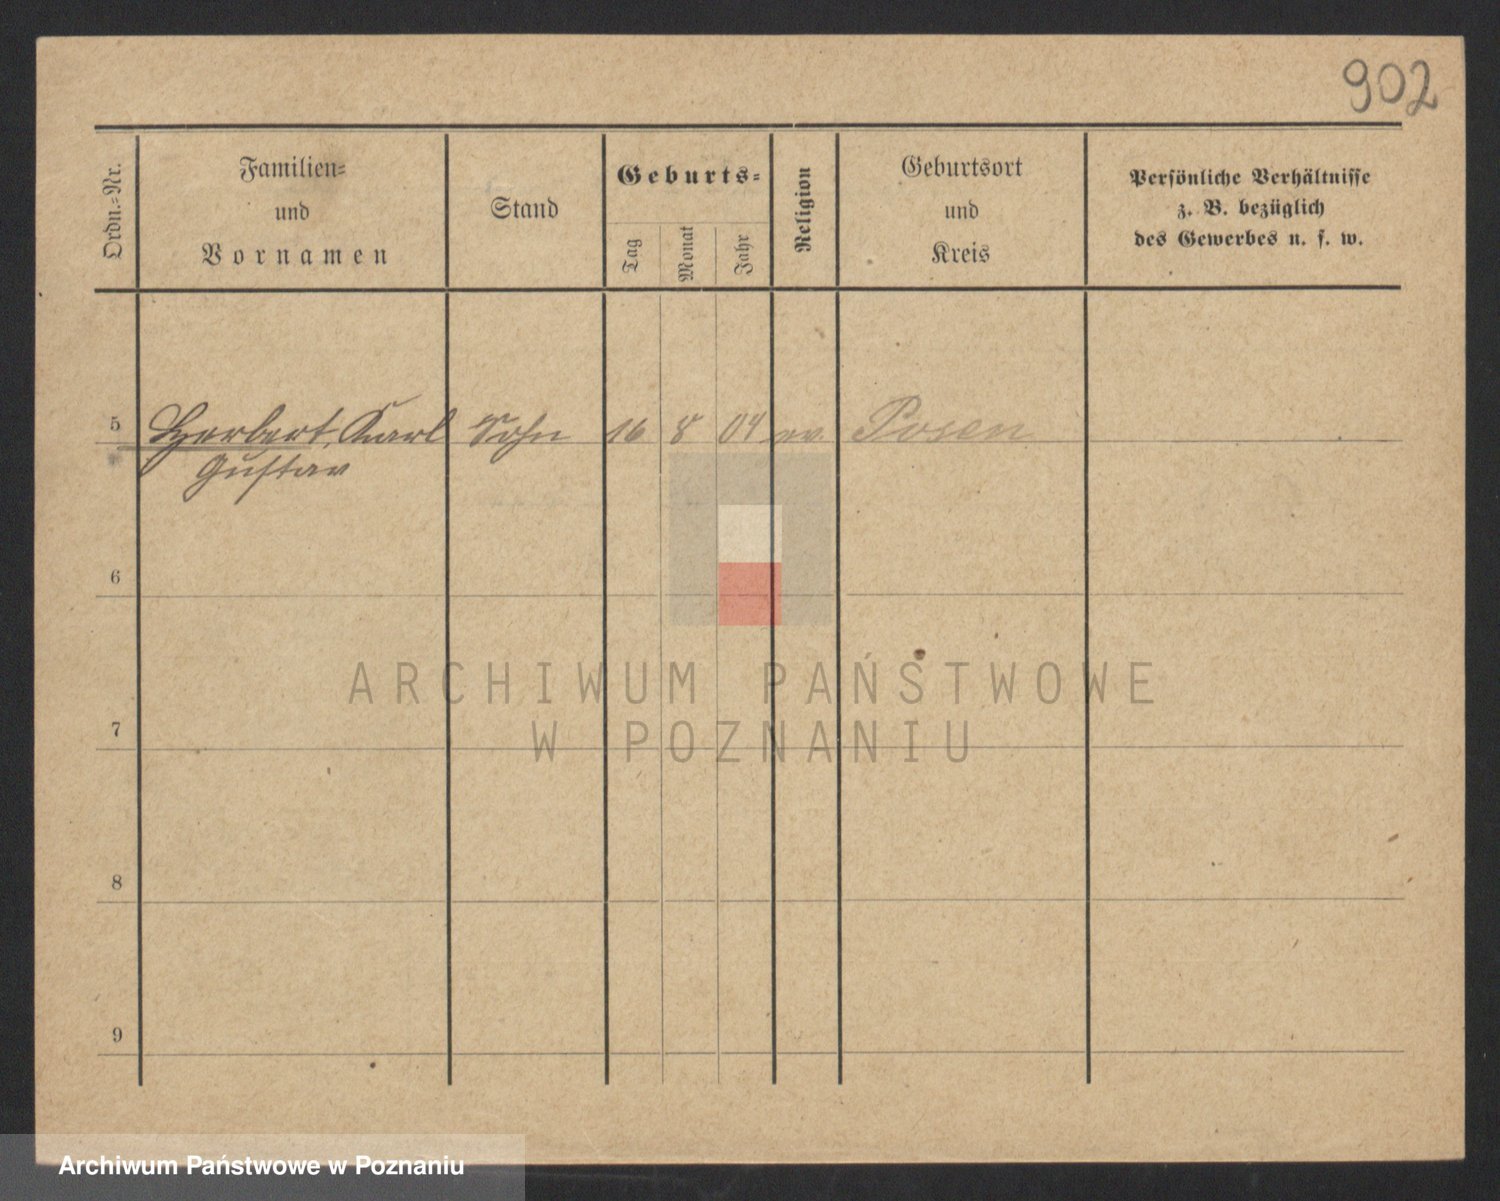 902
Ordn.-Nr.
Familien-
und
Vornamen
Stand
Geburts-
Tag
Monat
Jahr
Religion
Geburtsort
und
Kreis
Persönliche Verhältnisse
z. B. bezüglich
des Gewerbes u. s. w.
5 Herbert, Karl Sohn 16 8 04 ev. Posen
Gustav
6
ARCHIWUM PAŃSTWOWE
7
W POZNANIU
8
9
Archiwum Państwowe w Poznaniu